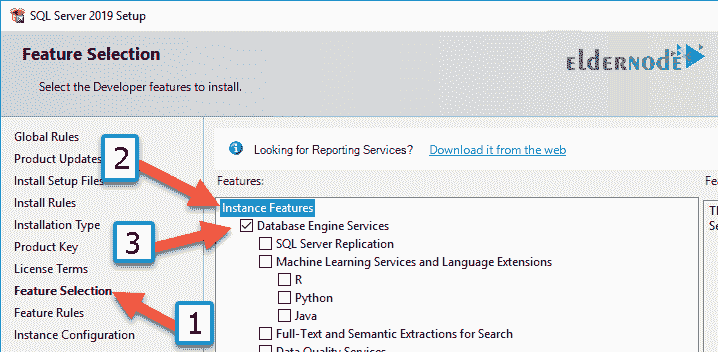 SQL Server 2019 Setup
Feature Selection
Select the Developer features to install.
ELDERNODE
Global Rules
Product Updates
Install Setup Files
Install Rules
Installation Type
Product Key
License Terms
Feature Selection
Feature Rules
Instance Configuration
2
3
1
Looking for Reporting Services? Download it from the web
Features:
Instance Features
Database Engine Services
SQL Server Replication
Machine Learning Services and Language Extensions
R
Python
Java
Full-Text and Semantic Extractions for Search
Data Quality Services
Fe
Th
Se